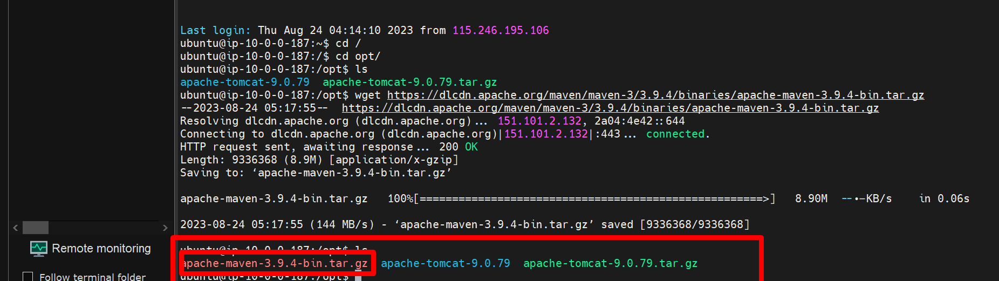 Last login: Thu Aug 24 04:14:10 2023 from 115.246.195.106
ubuntu@ip-10-0-0-187:~$ cd /
ubuntu@ip-10-0-0-187:/$ cd opt/
ubuntu@ip-10-0-0-187:/opt$ ls
apache-tomcat-9.0.79  apache-tomcat-9.0.79.tar.gz
ubuntu@ip-10-0-0-187:/opt$ wget https://dlcdn.apache.org/maven/maven-3/3.9.4/binaries/apache-maven-3.9.4-bin.tar.gz
--2023-08-24 05:17:55--  https://dlcdn.apache.org/maven/maven-3/3.9.4/binaries/apache-maven-3.9.4-bin.tar.gz
Resolving dlcdn.apache.org (dlcdn.apache.org)... 151.101.2.132, 2a04:4e42::644
Connecting to dlcdn.apache.org (dlcdn.apache.org)|151.101.2.132|:443... connected.
HTTP request sent, awaiting response... 200 OK
Length: 9336368 (8.9M) [application/x-gzip]
Saving to: ‘apache-maven-3.9.4-bin.tar.gz’
apache-maven-3.9.4-bin.tar.gz   100%[=====================================================>]   8.90M  --•-KB/s    in 0.06s
2023-08-24 05:17:55 (144 MB/s) - ‘apache-maven-3.9.4-bin.tar.gz’ saved [9336368/9336368]
ubuntu@ip-10-0-0-187:/opt$ ls
apache-maven-3.9.4-bin.tar.gz  apache-tomcat-9.0.79  apache-tomcat-9.0.79.tar.gz
ubuntu@ip-10-0-0-187:/opt$
Remote monitoring
Follow terminal folder